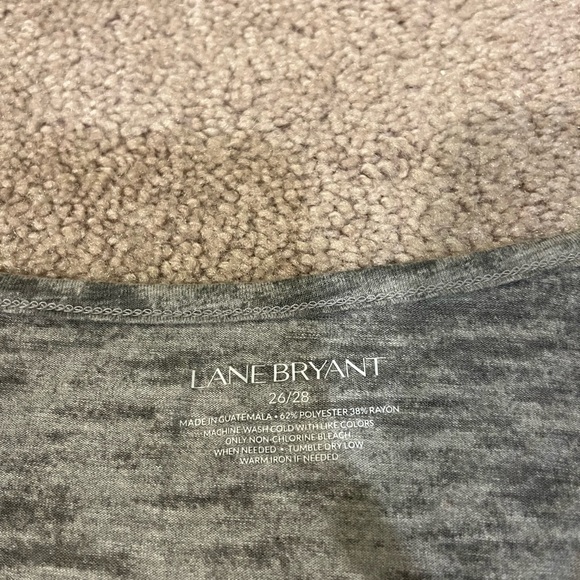 LANE BRYANT
26/28
MADE IN GUATEMALA • 62% POLYESTER 38% RAYON
MACHINE WASH COLD WITH LIKE COLORS
ONLY NON-CHLORINE BLEACH
WHEN NEEDED • TUMBLE DRY LOW
WARM IRON IF NEEDED